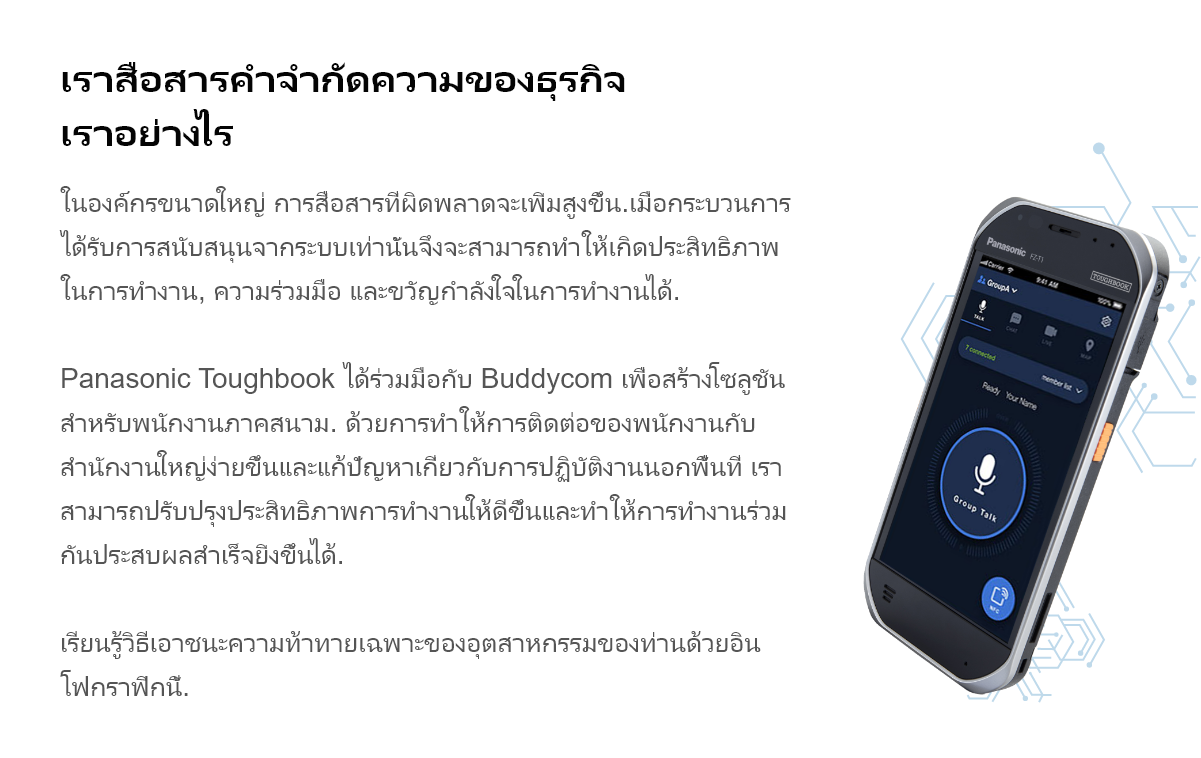 เราสื่อสารคำจำกัดความของธุรกิจ
เราอย่างไร
ในองค์กรขนาดใหญ่ การสื่อสารที่ผิดพลาดจะเพิ่มสูงขึ้น.เมื่อกระบวนการ
ได้รับการสนับสนุนจากระบบเท่านั้นจึงจะสามารถทำให้เกิดประสิทธิภาพ
ในการทำงาน, ความร่วมมือ และขวัญกำลังใจในการทำงานได้.
Panasonic Toughbook ได้ร่วมมือกับ Buddycom เพื่อสร้างโซลูชัน
สำหรับพนักงานภาคสนาม. ด้วยการทำให้การติดต่อของพนักงานกับ
สำนักงานใหญ่ง่ายขึ้นและแก้ปัญหาเกี่ยวกับการปฏิบัติงานนอกพื้นที่ เรา
สามารถปรับปรุงประสิทธิภาพการทำงานให้ดีขึ้นและทำให้การทำงานร่วม
กันประสบผลสำเร็จยิ่งขึ้นได้.
เรียนรู้วิธีเอาชนะความท้าทายเฉพาะของอุตสาหกรรมของท่านด้วยอิน
โฟกราฟิกนี้.
Panasonic FZ-T1
TOUGHBOOK
Carrier 9:41 AM 100%
GroupA
TALK Chat Live MAP
7 connected member list
Ready Your Name
Group Talk
NFC